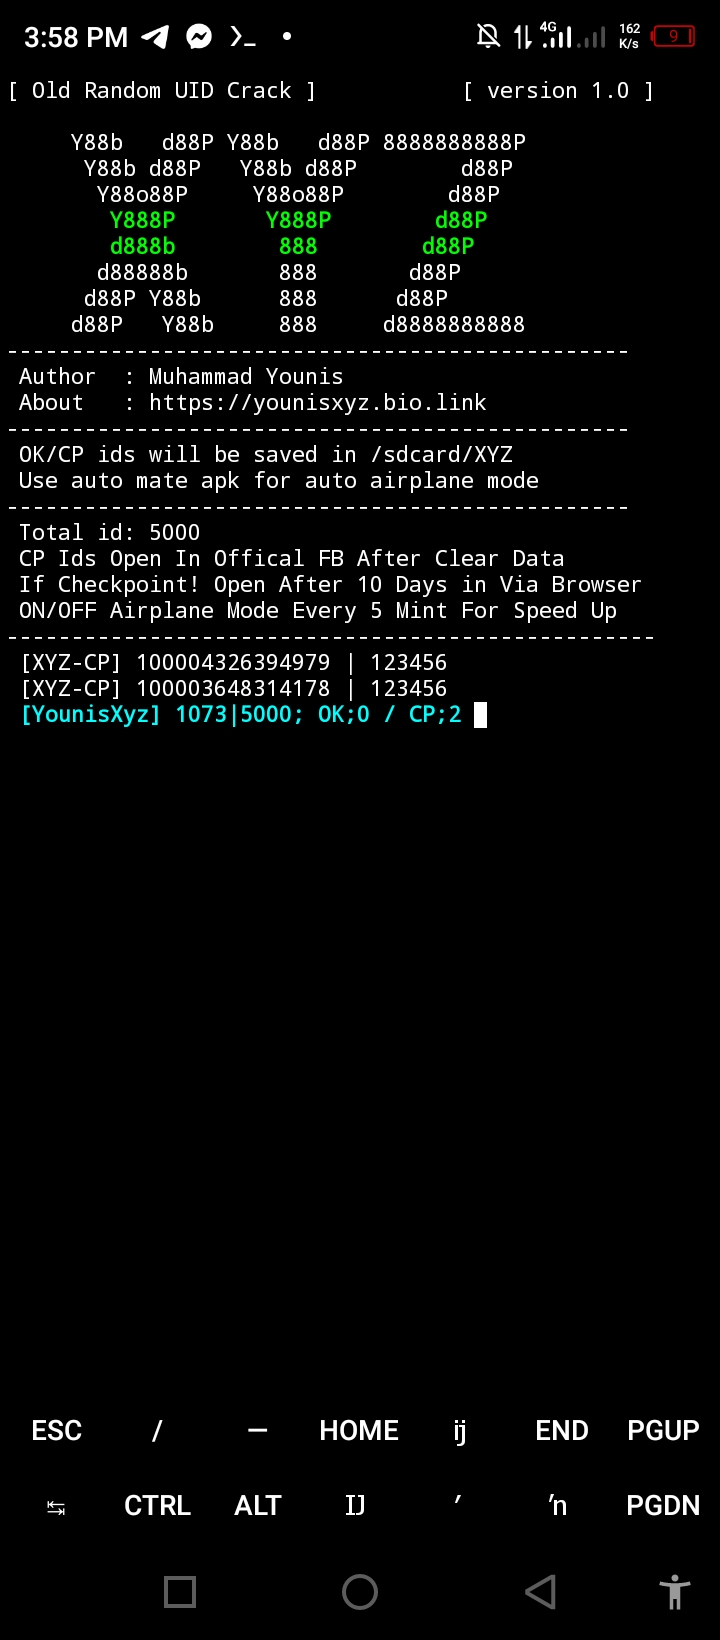 3:58 PM 4G 162 K/s 9
[ Old Random UID Crack ] [ version 1.0 ]
Y88b   d88P Y88b   d88P 8888888888P
Y88b d88P   Y88b d88P        d88P
Y88o88P     Y88o88P        d88P
Y888P       Y888P        d88P
d888b        888        d88P
d88888b       888       d88P
d88P Y88b      888      d88P
d88P   Y88b     888     d8888888888
------------------------------------------------
Author  : Muhammad Younis
About   : https://younisxyz.bio.link
------------------------------------------------
OK/CP ids will be saved in /sdcard/XYZ
Use auto mate apk for auto airplane mode
------------------------------------------------
Total id: 5000
CP Ids Open In Offical FB After Clear Data
If Checkpoint! Open After 10 Days in Via Browser
ON/OFF Airplane Mode Every 5 Mint For Speed Up
--------------------------------------------------
[XYZ-CP] 100004326394979 | 123456
[XYZ-CP] 100003648314178 | 123456
[YounisXyz] 1073|5000; OK;0 / CP;2
ESC / — HOME ĳ END PGUP
↹ CTRL ALT Ĳ ′ ŉ PGDN